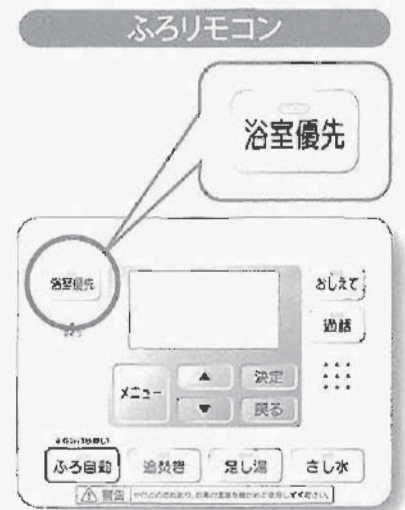 ふろリモコン
浴室優先
浴室優先
おしえて
通話
メニュー
▲
決定
▼
戻る
ふろ自動
追焚き
足し湯
さし水
警告